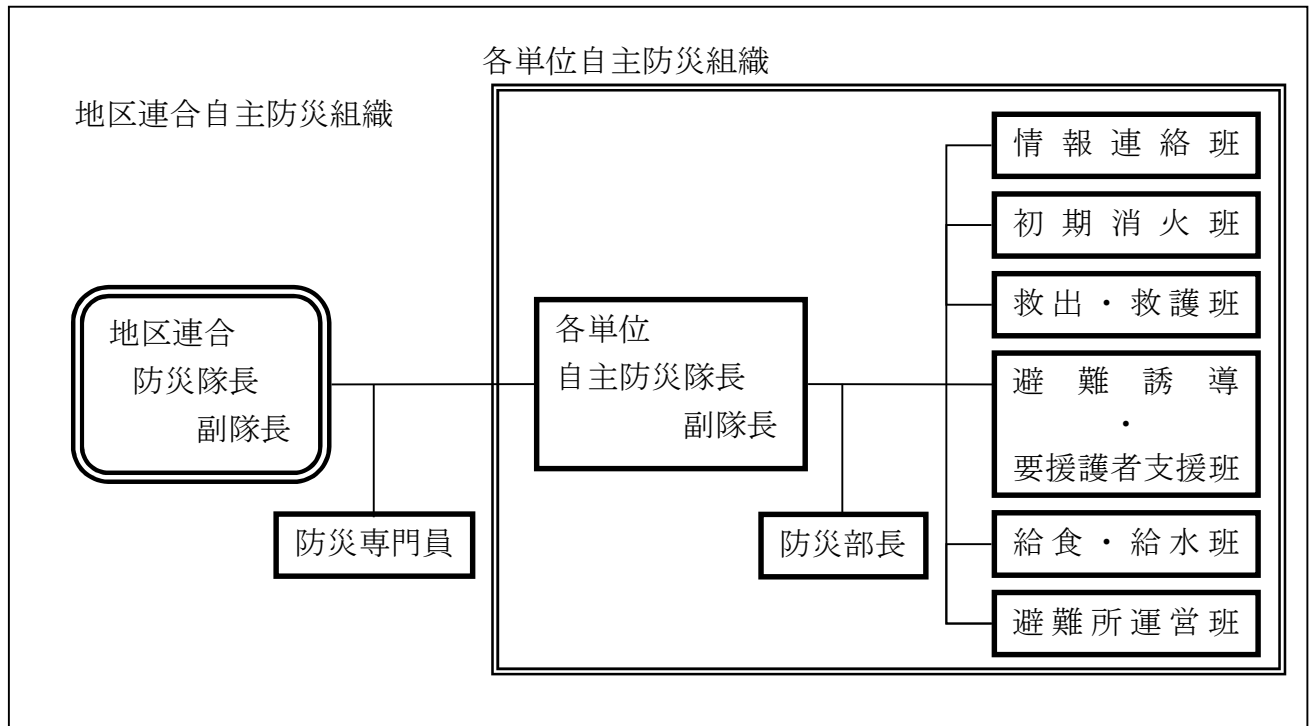 各単位自主防災組織
地区連合自主防災組織
地区連合
防災隊長
副隊長
防災専門員
各単位
自主防災隊長
副隊長
防災部長
情報連絡班
初期消火班
救出・救護班
避難誘導
・
要援護者支援班
給食・給水班
避難所運営班